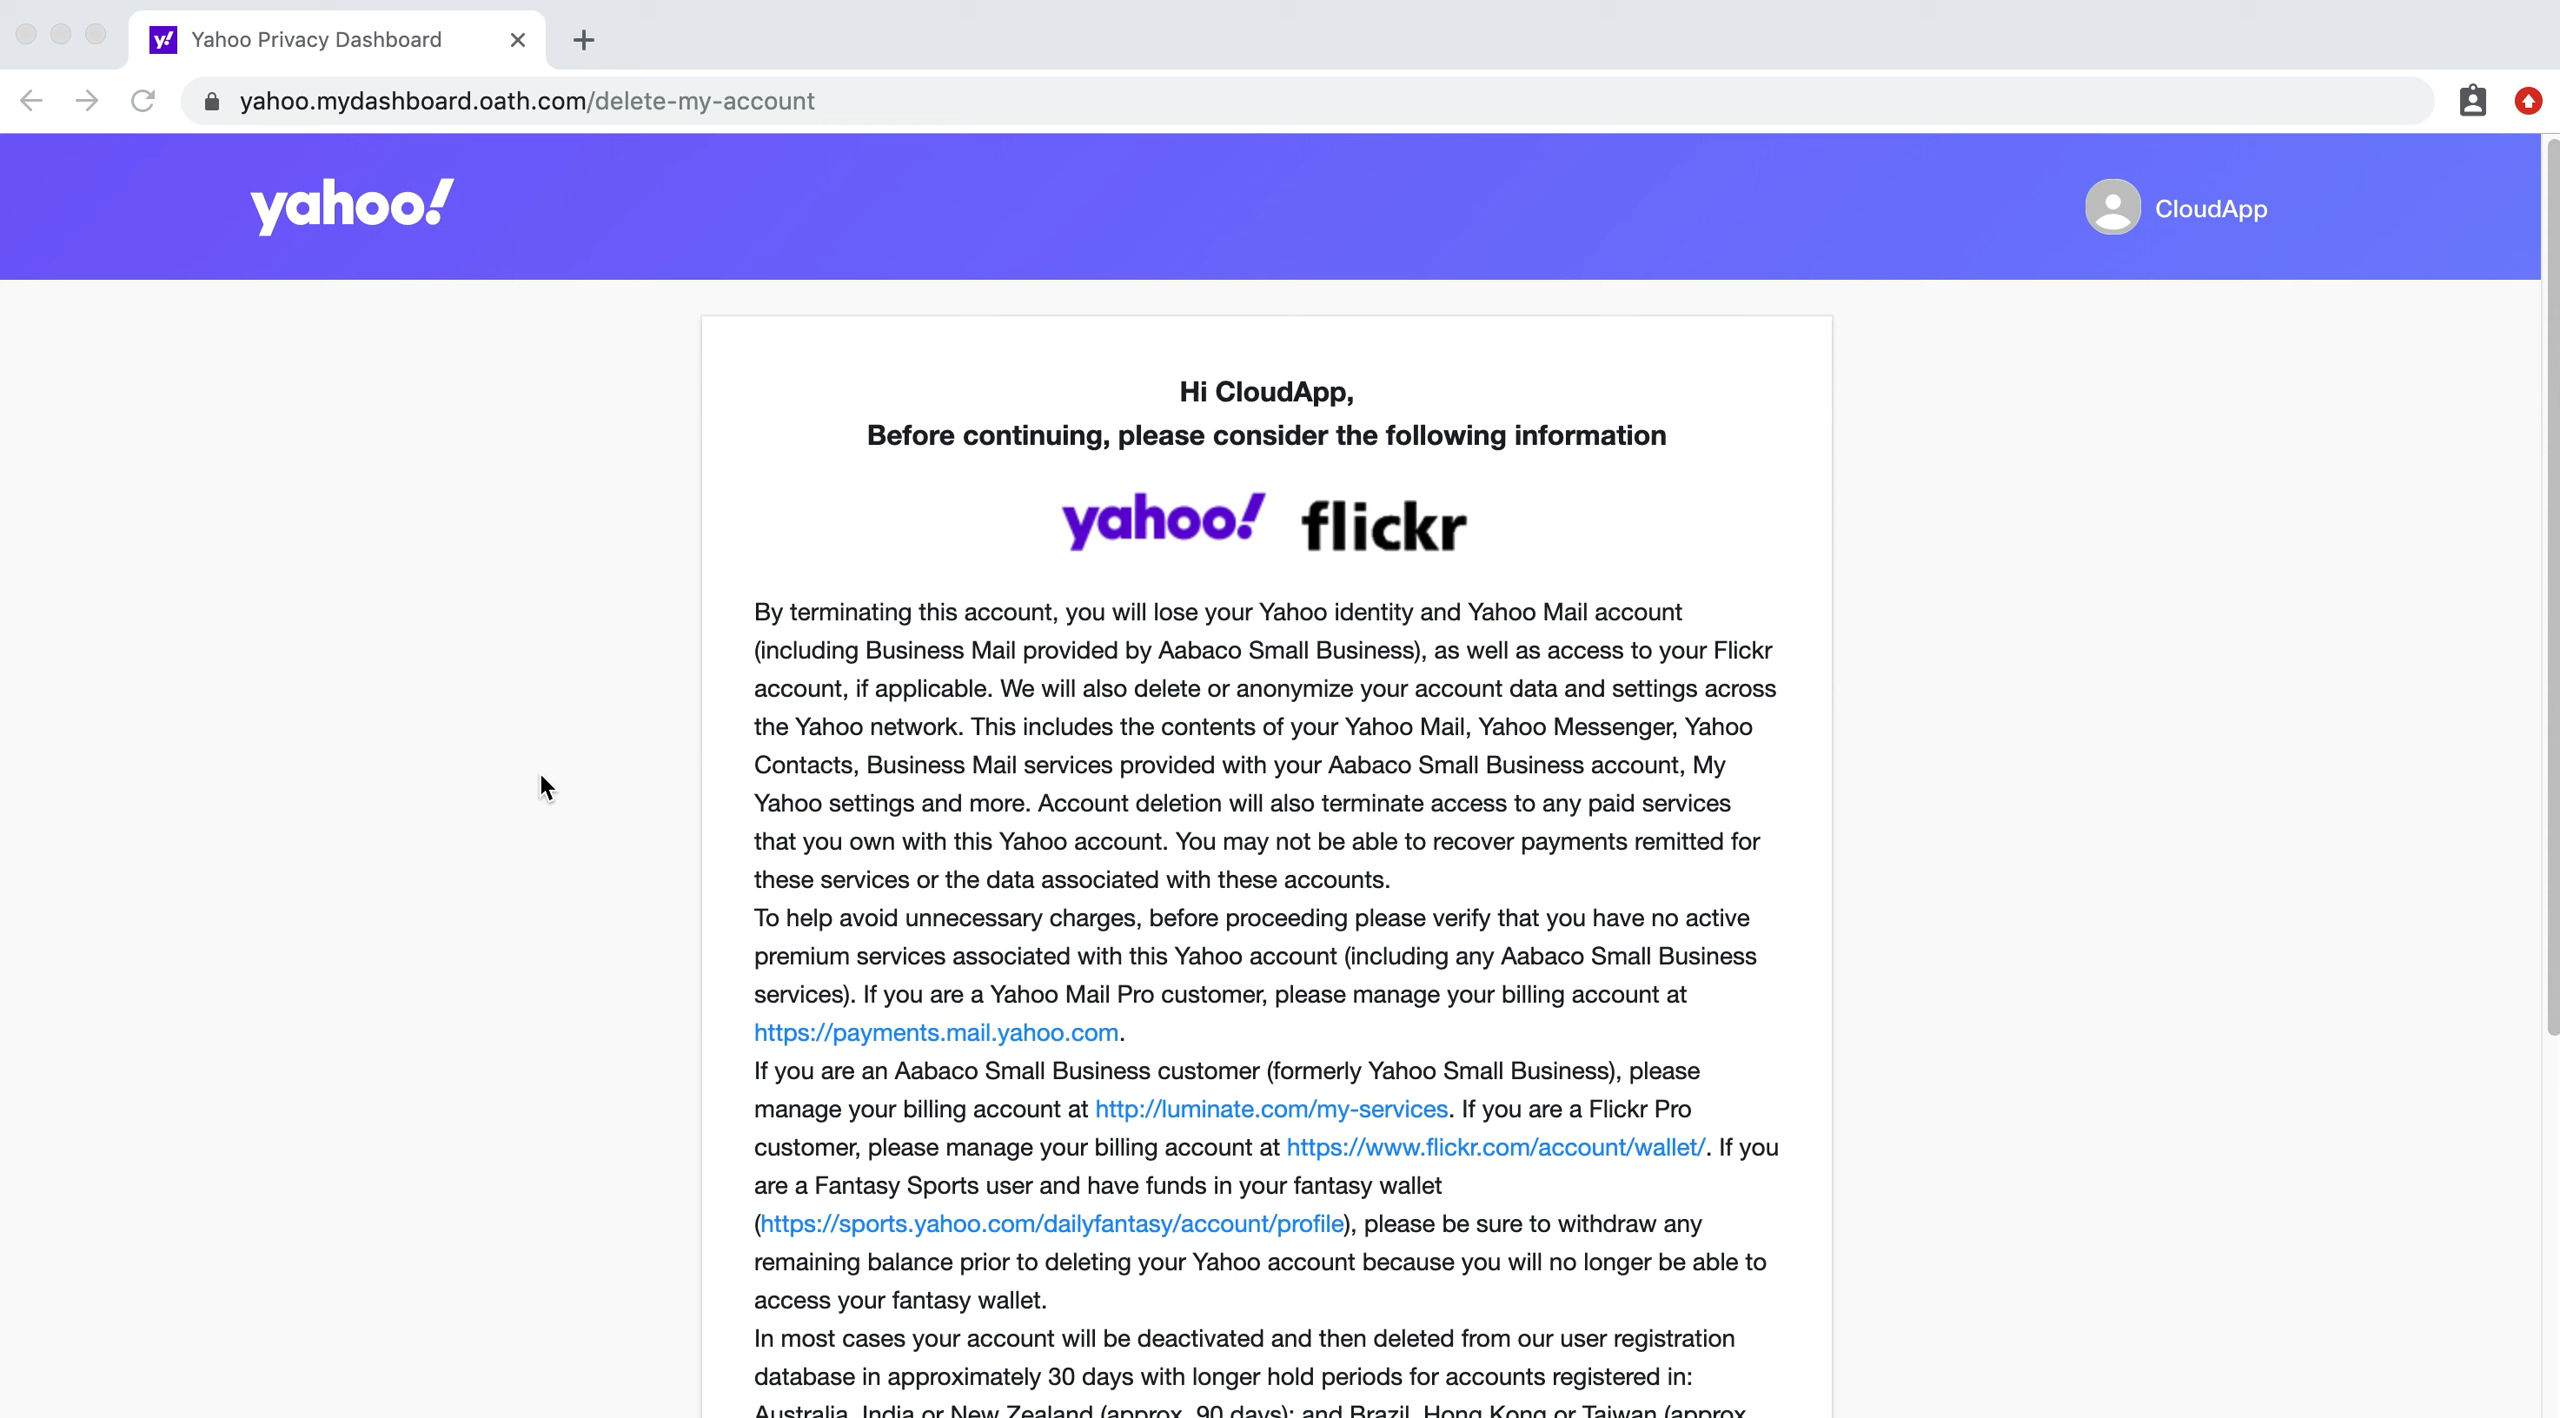 Yahoo Privacy Dashboard
yahoo.mydashboard.oath.com/delete-my-account
yahoo!
CloudApp
Hi CloudApp,
Before continuing, please consider the following information
yahoo! flickr
By terminating this account, you will lose your Yahoo identity and Yahoo Mail account
(including Business Mail provided by Aabaco Small Business), as well as access to your Flickr
account, if applicable. We will also delete or anonymize your account data and settings across
the Yahoo network. This includes the contents of your Yahoo Mail, Yahoo Messenger, Yahoo
Contacts, Business Mail services provided with your Aabaco Small Business account, My
Yahoo settings and more. Account deletion will also terminate access to any paid services
that you own with this Yahoo account. You may not be able to recover payments remitted for
these services or the data associated with these accounts.
To help avoid unnecessary charges, before proceeding please verify that you have no active
premium services associated with this Yahoo account (including any Aabaco Small Business
services). If you are a Yahoo Mail Pro customer, please manage your billing account at
https://payments.mail.yahoo.com.
If you are an Aabaco Small Business customer (formerly Yahoo Small Business), please
manage your billing account at http://luminate.com/my-services. If you are a Flickr Pro
customer, please manage your billing account at https://www.flickr.com/account/wallet/. If you
are a Fantasy Sports user and have funds in your fantasy wallet
(https://sports.yahoo.com/dailyfantasy/account/profile), please be sure to withdraw any
remaining balance prior to deleting your Yahoo account because you will no longer be able to
access your fantasy wallet.
In most cases your account will be deactivated and then deleted from our user registration
database in approximately 30 days with longer hold periods for accounts registered in:
Australia, India or New Zealand (approx. 90 days); and Brazil, Hong Kong or Taiwan (approx.